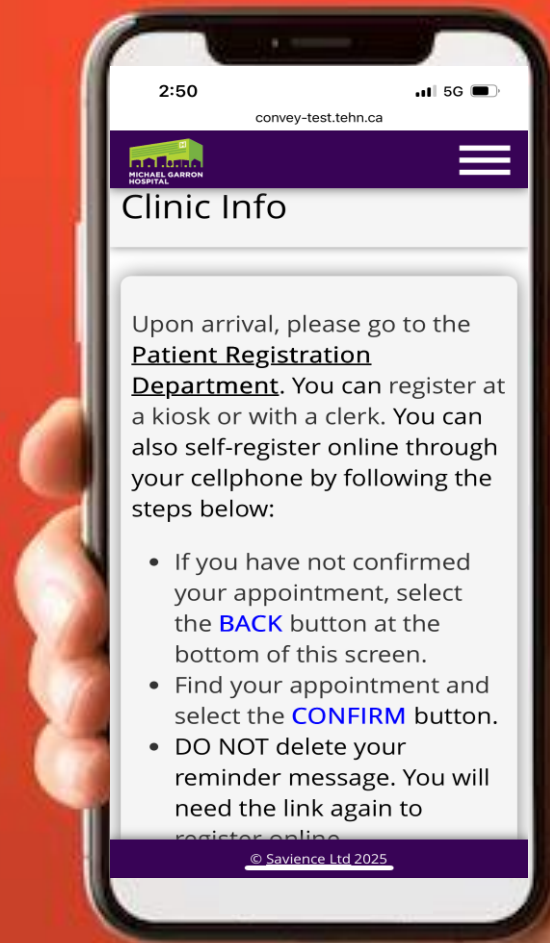 2:50
5G
convey-test.tehn.ca
MICHAEL GARRON
HOSPITAL
Clinic Info
Upon arrival, please go to the
Patient Registration
Department. You can register at
a kiosk or with a clerk. You can
also self-register online through
your cellphone by following the
steps below:
• If you have not confirmed
your appointment, select
the BACK button at the
bottom of this screen.
• Find your appointment and
select the CONFIRM button.
• DO NOT delete your
reminder message. You will
need the link again to
register online
© Savience Ltd 2025